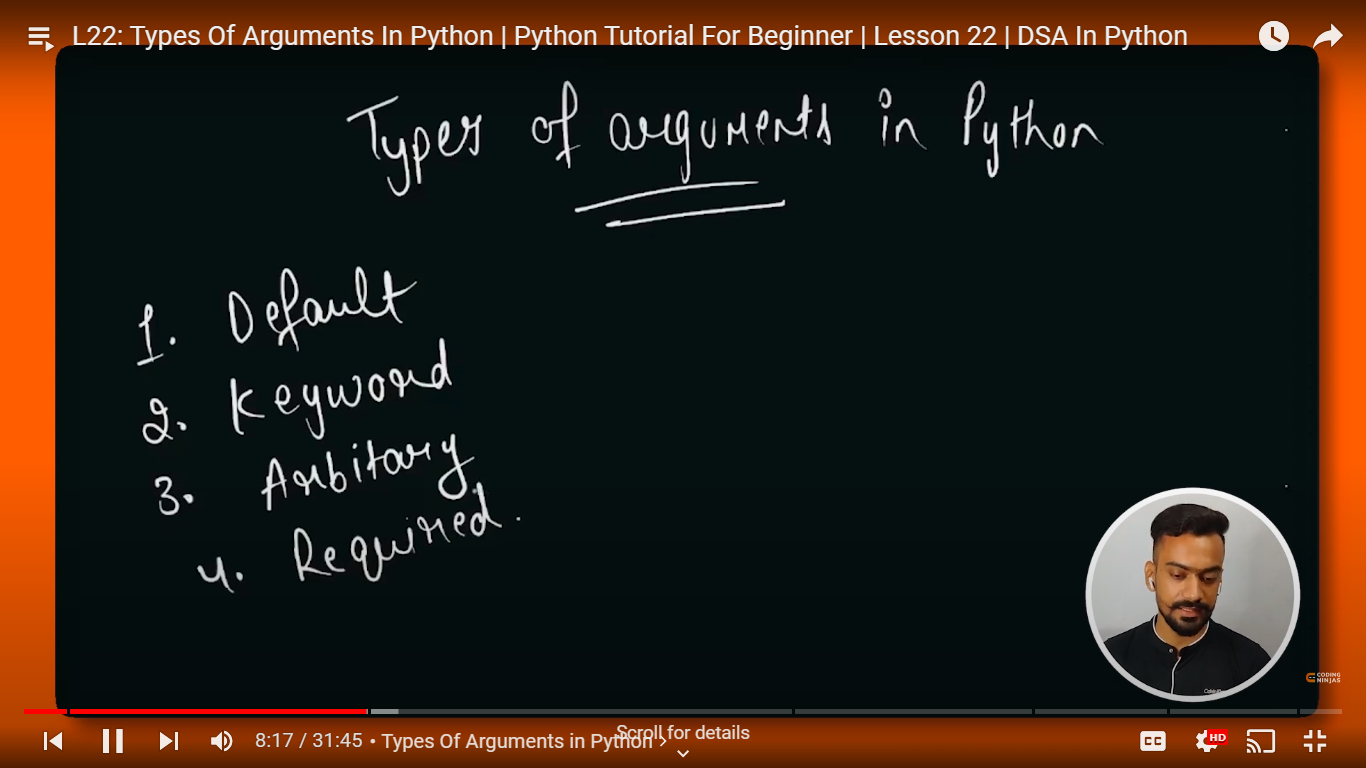 L22: Types Of Arguments In Python | Python Tutorial For Beginner | Lesson 22 | DSA In Python
Types of arguments in Python
1. Default
2. Keyword
3. Arbitary
4. Required.
CODING
NINJAS
8:17 / 31:45 • Types Of Arguments in Python ›
Scroll for details
CC
HD